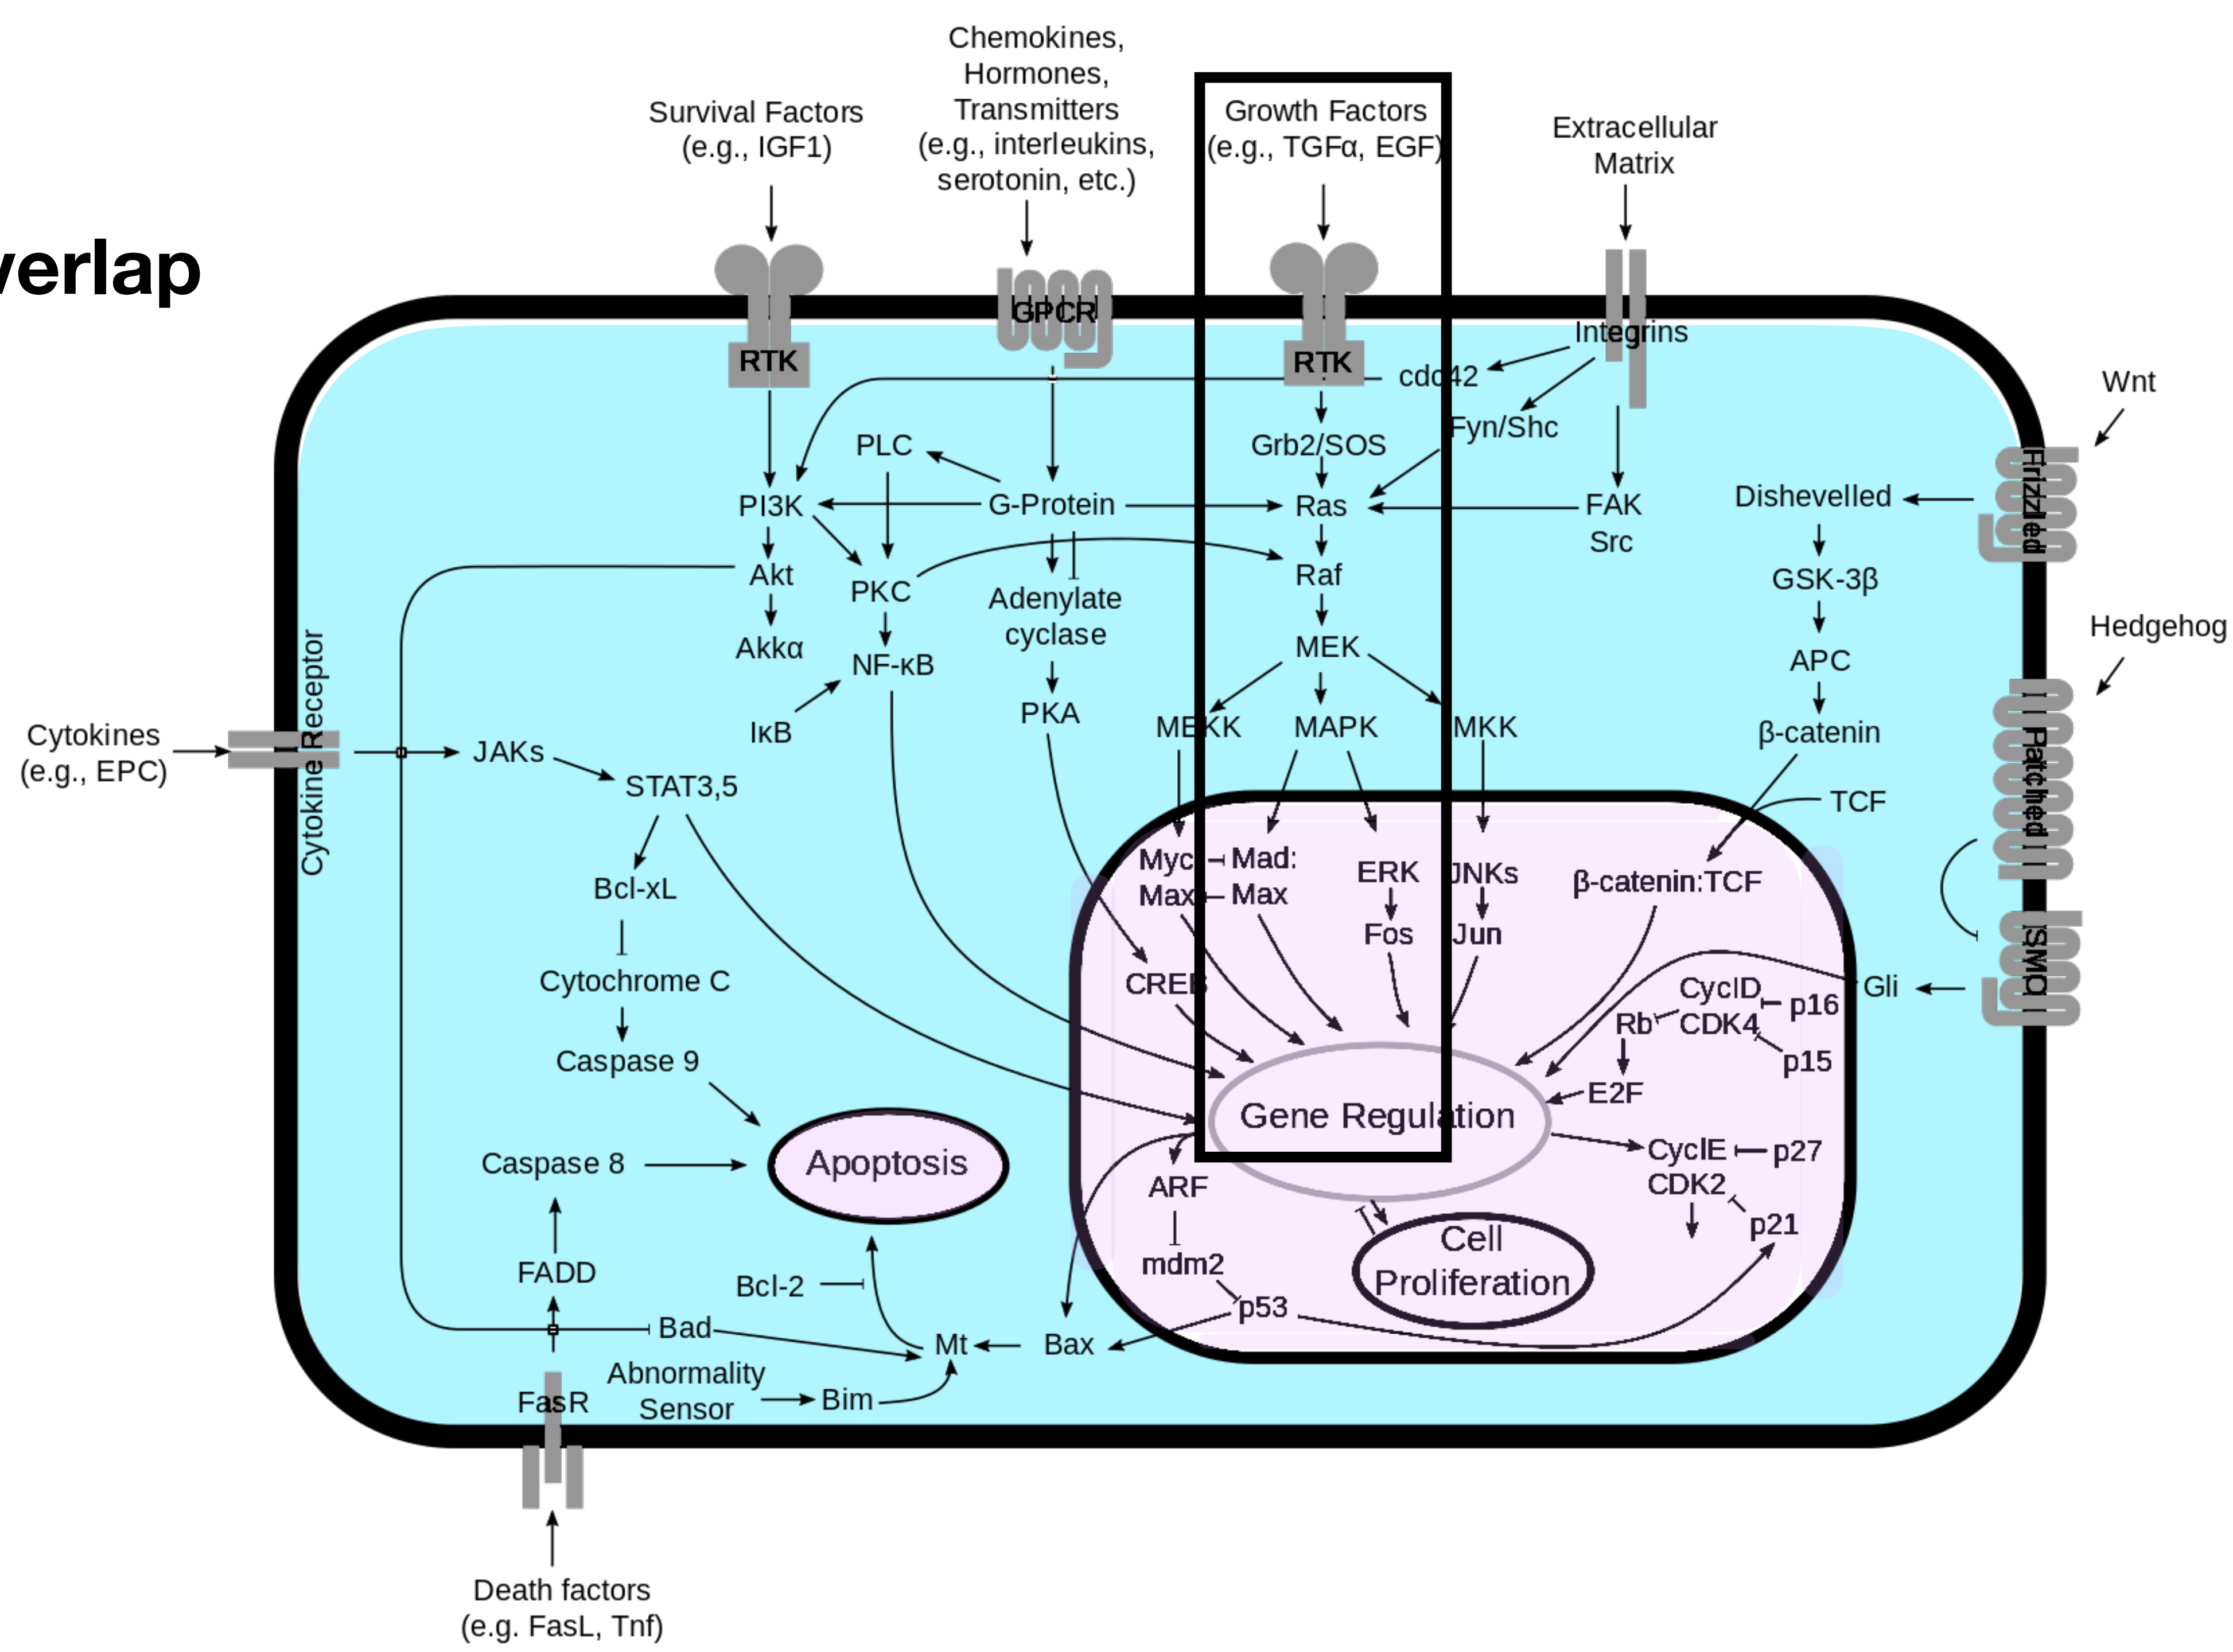 Chemokines,
Hormones,
Transmitters
(e.g., interleukins,
serotonin, etc.)
Survival Factors
(e.g., IGF1)
Growth Factors
(e.g., TGFα, EGF)
Extracellular
Matrix
verlap
RTK
GPCR
RTK
Integrins
cdc42
Fyn/Shc
Wnt
Frizzled
PLC
Grb2/SOS
PI3K
G-Protein
Ras
FAK
Src
Dishevelled
Akt
PKC
Adenylate
cyclase
Raf
GSK-3β
Akkα
NF-κB
MEK
APC
Hedgehog
Patched
IκB
PKA
MEKK
MAPK
MKK
β-catenin
TCF
Cytokines
(e.g., EPC)
Cytokine Receptor
JAKs
STAT3,5
Bcl-xL
Cytochrome C
Caspase 9
Myc
Max
Mad:
Max
ERK
JNKs
β-catenin:TCF
Fos
Jun
CREB
SMO
Gli
CyclD
CDK4
p16
Rb
p15
E2F
Gene Regulation
CyclE
CDK2
p27
p21
Caspase 8
Apoptosis
ARF
mdm2
p53
Cell
Proliferation
FADD
Bcl-2
Bad
Mt
Bax
Abnormality
Sensor
Bim
FasR
Death factors
(e.g. FasL, Tnf)